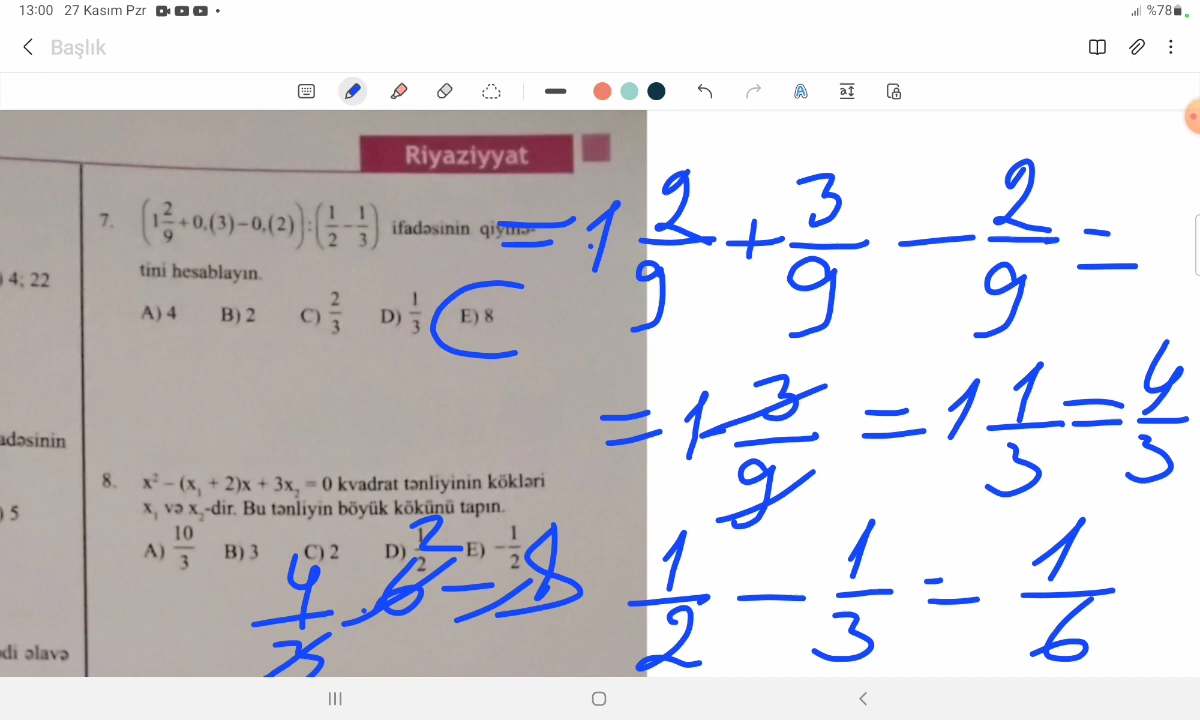 13:00 27 Kasım Pzr • %78
Başlık
Riyaziyyat
7. (1 2/9 + 0,(3) − 0,(2)) : (1/2 − 1/3) ifadəsinin qiymə-
tini hesablayın.
A) 4 B) 2 C) 2/3 D) 1/3 E) 8
) 4; 22
adəsinin
) 5
di əlavə
8. x² − (x₁ + 2)x + 3x₂ = 0 kvadrat tənliyinin kökləri
x₁ və x₂-dir. Bu tənliyin böyük kökünü tapın.
A) 10/3 B) 3 C) 2 D) 1/2 E) −1/2
= 1 2/9 + 3/9 − 2/9 =
= 1 3/9 = 1 1/3 = 4/3
1/2 − 1/3 = 1/6
4/3 · 6 2 = 8